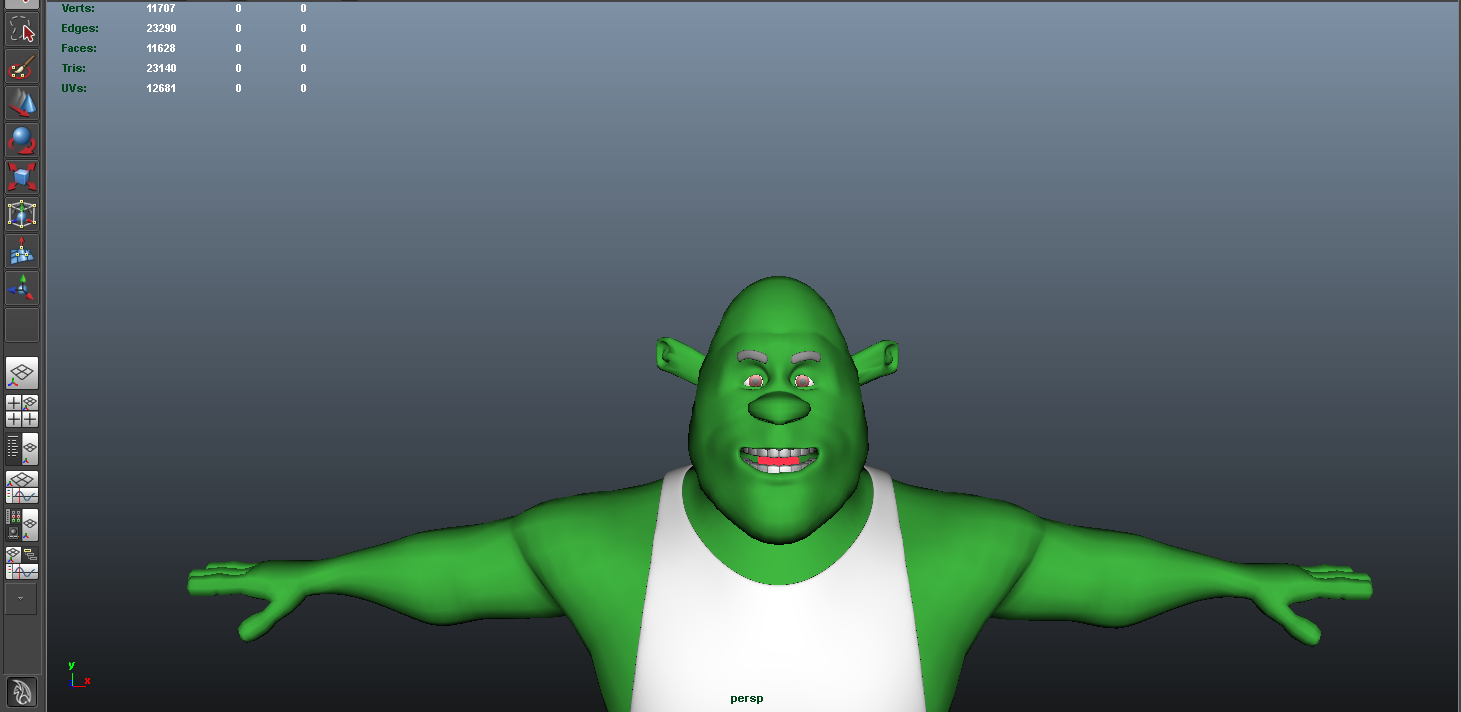 Verts: 11707 0 0
Edges: 23290 0 0
Faces: 11628 0 0
Tris: 23140 0 0
UVs: 12681 0 0
y
x
persp